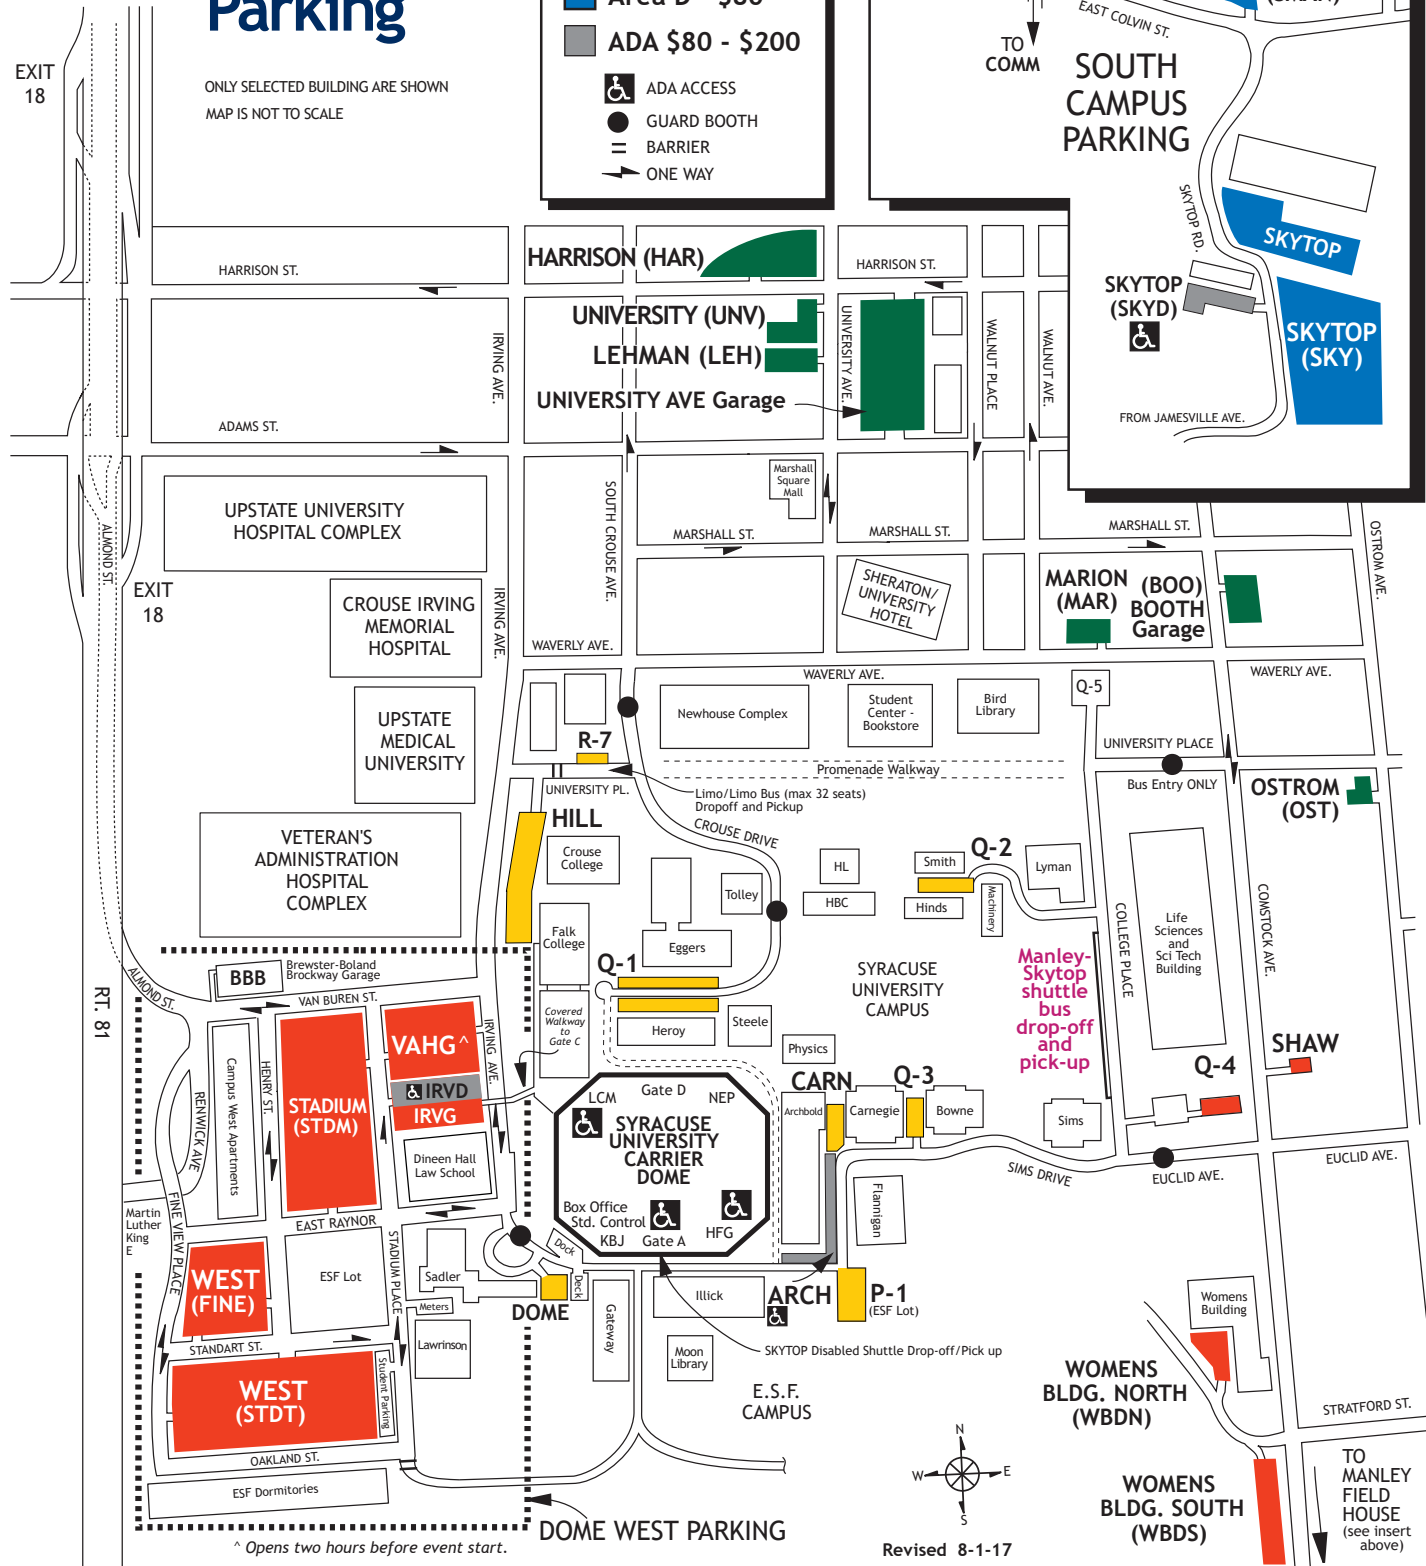 Parking
ONLY SELECTED BUILDING ARE SHOWN
MAP IS NOT TO SCALE
EXIT
18
ADA $80 - $200
ADA ACCESS
GUARD BOOTH
BARRIER
ONE WAY
EAST COLVIN ST.
TO
COMM
SOUTH
CAMPUS
PARKING
SKYTOP RD.
SKYTOP
SKYTOP
(SKYD)
SKYTOP
(SKY)
FROM JAMESVILLE AVE.
HARRISON ST.
HARRISON (HAR)
HARRISON ST.
UNIVERSITY (UNV)
LEHMAN (LEH)
UNIVERSITY AVE Garage
IRVING AVE.
UNIVERSITY AVE.
WALNUT PLACE
WALNUT AVE.
ADAMS ST.
UPSTATE UNIVERSITY
HOSPITAL COMPLEX
Marshall
Square
Mall
SOUTH CROUSE AVE.
MARSHALL ST.
MARSHALL ST.
MARSHALL ST.
OSTROM AVE.
ALMOND ST.
EXIT
18
CROUSE IRVING
MEMORIAL
HOSPITAL
IRVING AVE.
SHERATON/
UNIVERSITY
HOTEL
MARION
(MAR)
(BOO)
BOOTH
Garage
WAVERLY AVE.
WAVERLY AVE.
WAVERLY AVE.
UPSTATE
MEDICAL
UNIVERSITY
Newhouse Complex
Student
Center -
Bookstore
Bird
Library
Q-5
R-7
UNIVERSITY PLACE
Promenade Walkway
Bus Entry ONLY
UNIVERSITY PL.
Limo/Limo Bus (max 32 seats)
Dropoff and Pickup
OSTROM
(OST)
HILL
CROUSE DRIVE
VETERAN'S
ADMINISTRATION
HOSPITAL
COMPLEX
Crouse
College
HL
Smith
Q-2
Lyman
Tolley
HBC
Hinds
Machinery
Falk
College
Eggers
COLLEGE PLACE
Life
Sciences
and
Sci Tech
Building
COMSTOCK AVE.
Q-1
BBB
Brewster-Boland
Brockway Garage
SYRACUSE
UNIVERSITY
CAMPUS
Manley-
Skytop
shuttle
bus
drop-off
and
pick-up
ALMOND ST.
VAN BUREN ST.
RT. 81
Covered
Walkway
to
Gate C
Heroy
Steele
Physics
VAHG^
IRVING AVE.
IRVD
IRVG
STADIUM
(STDM)
HENRY ST.
Campus West Apartments
RENWICK AVE
Dineen Hall
Law School
LCM
Gate D
NEP
SYRACUSE
UNIVERSITY
CARRIER
DOME
Box Office
Std. Control
KBJ
Gate A
HFG
CARN
Archbold
Carnegie
Q-3
Bowne
Sims
Q-4
SHAW
SIMS DRIVE
EUCLID AVE.
EUCLID AVE.
Martin
Luther
King
E
FINE VIEW PLACE
EAST RAYNOR
STADIUM PLACE
Flannigan
WEST
(FINE)
ESF Lot
Sadler
Meters
Dock
Deck
DOME
Gateway
Illick
ARCH
P-1
(ESF Lot)
Womens
Building
STANDART ST.
Lawrinson
Student Parking
Moon
Library
SKYTOP Disabled Shuttle Drop-off/Pick up
WEST
(STDT)
E.S.F.
CAMPUS
WOMENS
BLDG. NORTH
(WBDN)
STRATFORD ST.
OAKLAND ST.
ESF Dormitories
N
W
E
S
WOMENS
BLDG. SOUTH
(WBDS)
TO
MANLEY
FIELD
HOUSE
(see insert
above)
DOME WEST PARKING
^ Opens two hours before event start.
Revised 8-1-17